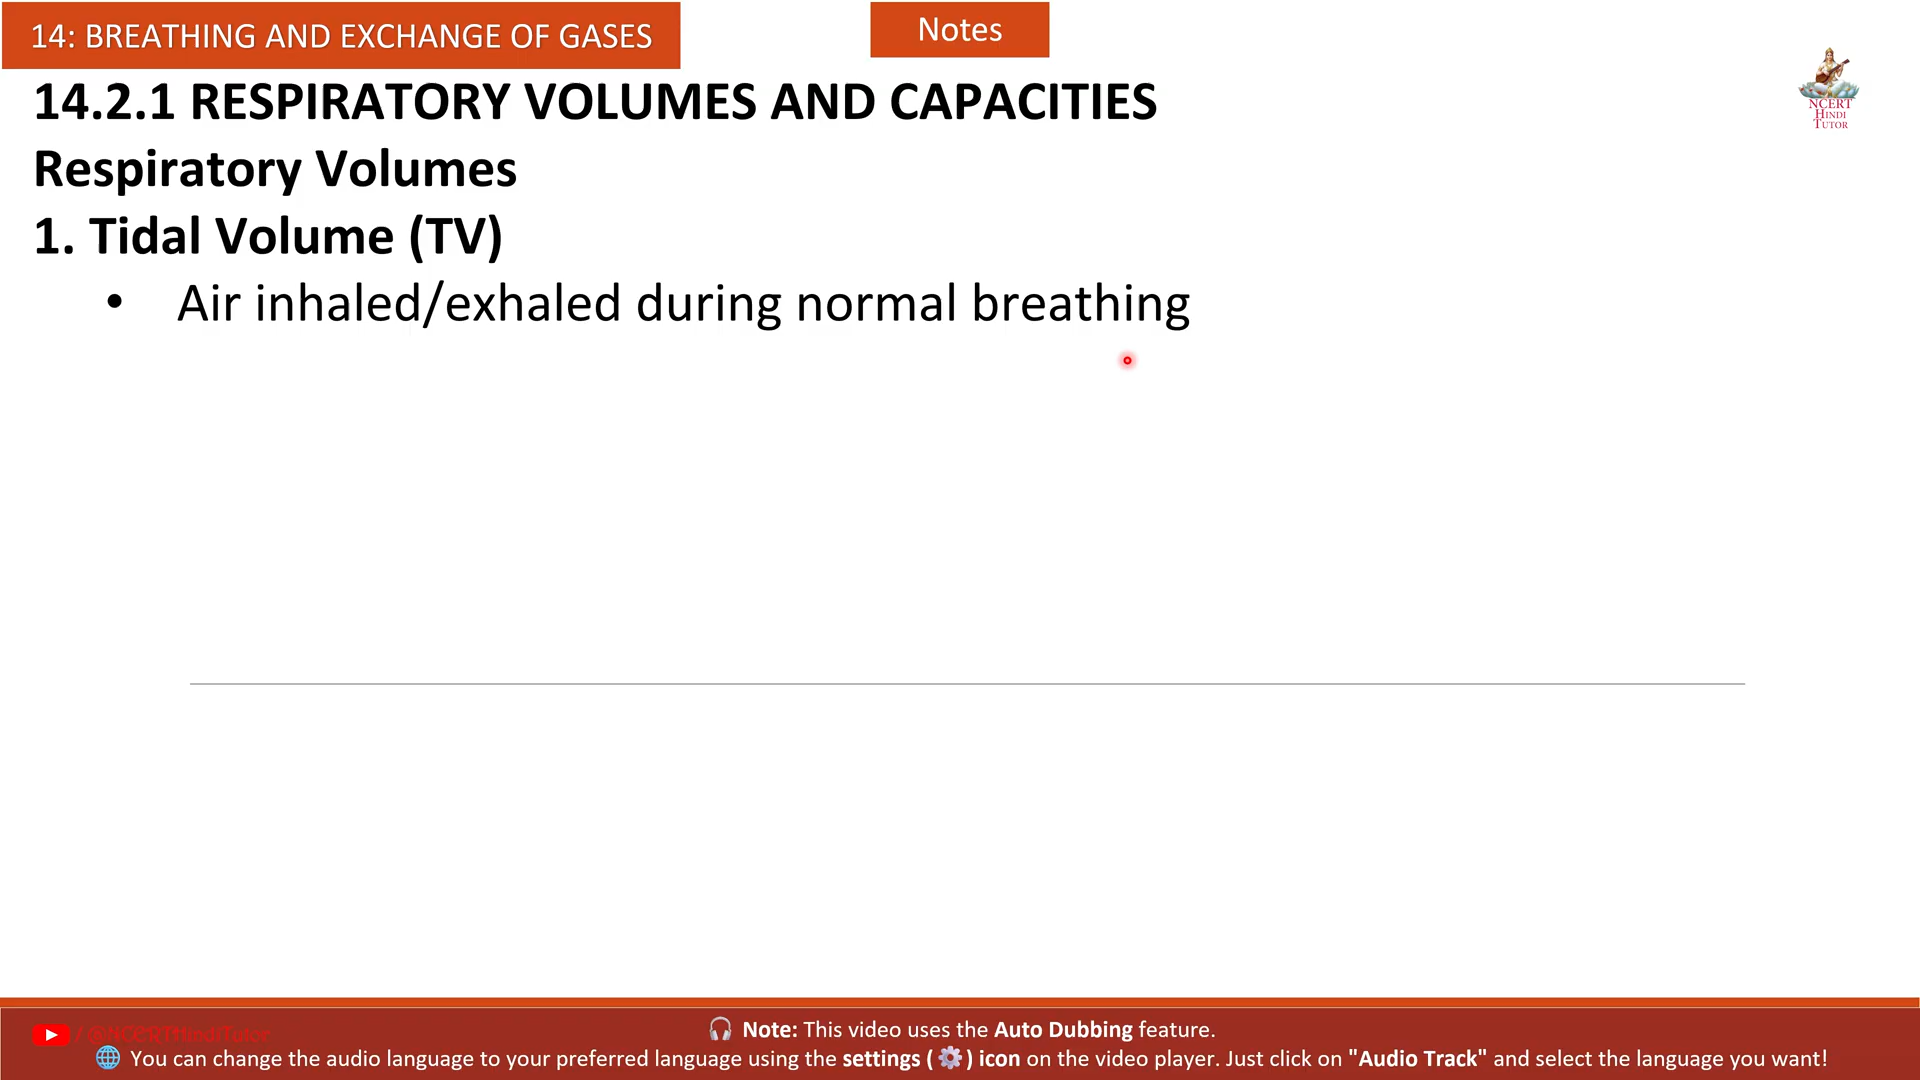 14: BREATHING AND EXCHANGE OF GASES
Notes
NCERT
HINDI
TUTOR
14.2.1 RESPIRATORY VOLUMES AND CAPACITIES
Respiratory Volumes
1. Tidal Volume (TV)
• Air inhaled/exhaled during normal breathing
/ @NCERTHindiTutor
🎧 Note: This video uses the Auto Dubbing feature.
🌐 You can change the audio language to your preferred language using the settings ( ⚙️ ) icon on the video player. Just click on "Audio Track" and select the language you want!